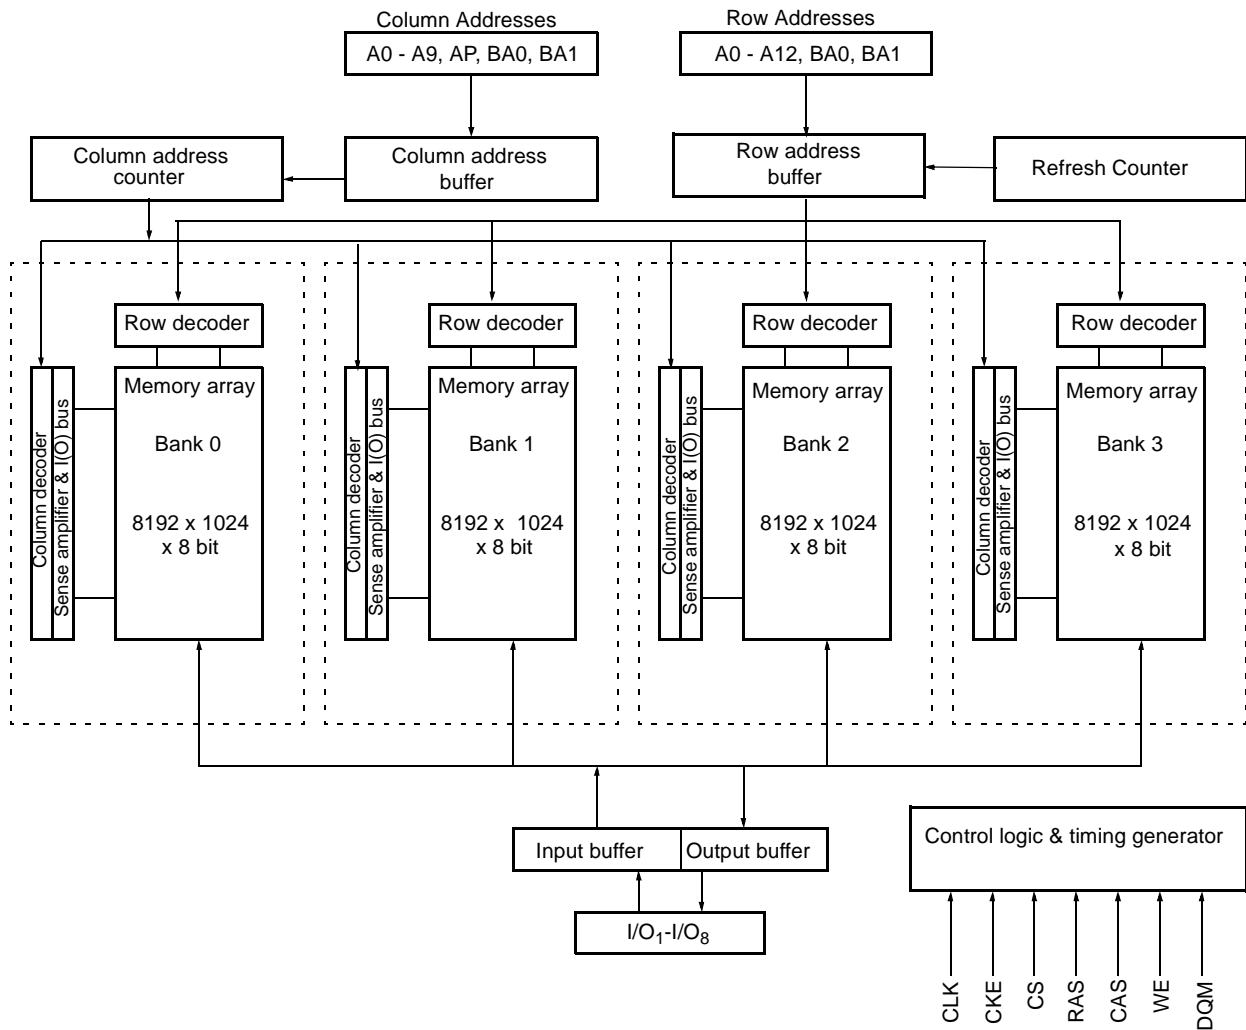 Column Addresses
A0 - A9, AP, BA0, BA1
Row Addresses
A0 - A12, BA0, BA1
Column address
counter
Column address
buffer
Row address
buffer
Refresh Counter
Row decoder
Memory array
Bank 0
8192 x 1024
x 8 bit
Column decoder
Sense amplifier & I(O) bus
Row decoder
Memory array
Bank 1
8192 x 1024
x 8 bit
Column decoder
Sense amplifier & I(O) bus
Row decoder
Memory array
Bank 2
8192 x 1024
x 8 bit
Column decoder
Sense amplifier & I(O) bus
Row decoder
Memory array
Bank 3
8192 x 1024
x 8 bit
Column decoder
Sense amplifier & I(O) bus
Input buffer
Output buffer
I/O1-I/O8
Control logic & timing generator
CLK
CKE
CS
RAS
CAS
WE
DQM